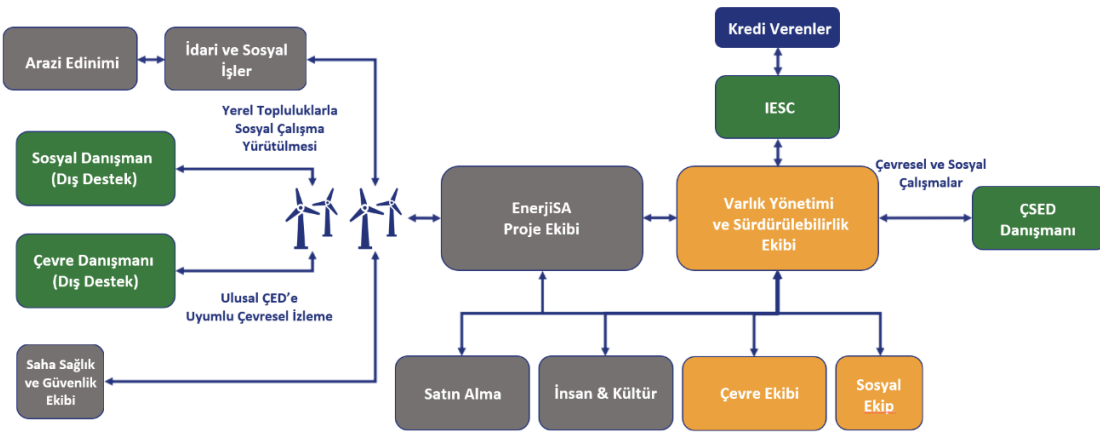 Kredi Verenler
Arazi Edinimi
İdari ve Sosyal
İşler
IESC
Yerel Topluluklarla
Sosyal Çalışma
Yürütülmesi
Sosyal Danışman
(Dış Destek)
Çevre Danışmanı
(Dış Destek)
Ulusal ÇED'e
Uyumlu Çevresel İzleme
Saha Sağlık
ve Güvenlik
Ekibi
EnerjiSA
Proje Ekibi
Varlık Yönetimi
ve Sürdürülebilirlik
Ekibi
Çevresel ve Sosyal
Çalışmalar
ÇSED
Danışmanı
Satın Alma
İnsan & Kültür
Çevre Ekibi
Sosyal
Ekip